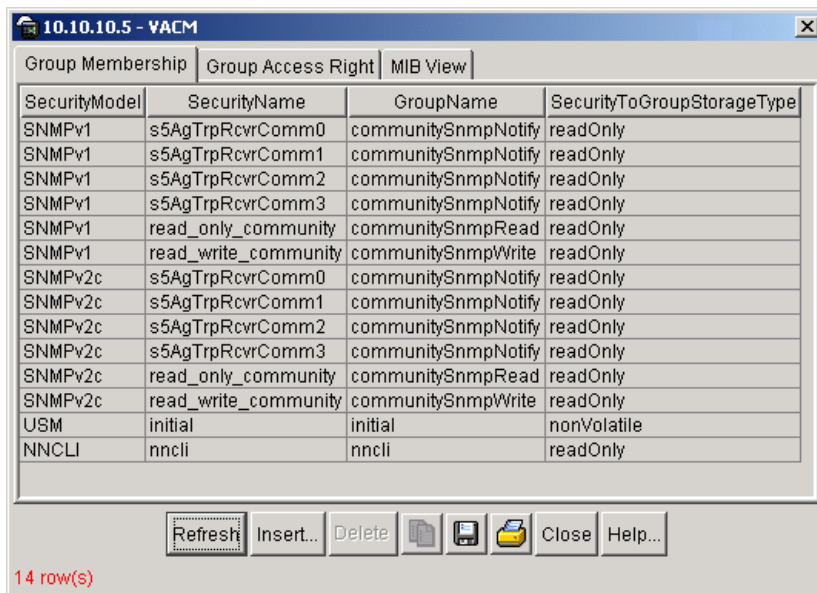 10.10.10.5 - VACM
Group Membership Group Access Right MIB View
SecurityModel SecurityName GroupName SecurityToGroupStorageType
SNMPv1 s5AgTrpRcvrComm0 communitySnmpNotify readOnly
SNMPv1 s5AgTrpRcvrComm1 communitySnmpNotify readOnly
SNMPv1 s5AgTrpRcvrComm2 communitySnmpNotify readOnly
SNMPv1 s5AgTrpRcvrComm3 communitySnmpNotify readOnly
SNMPv1 read_only_community communitySnmpRead readOnly
SNMPv1 read_write_community communitySnmpWrite readOnly
SNMPv2c s5AgTrpRcvrComm0 communitySnmpNotify readOnly
SNMPv2c s5AgTrpRcvrComm1 communitySnmpNotify readOnly
SNMPv2c s5AgTrpRcvrComm2 communitySnmpNotify readOnly
SNMPv2c s5AgTrpRcvrComm3 communitySnmpNotify readOnly
SNMPv2c read_only_community communitySnmpRead readOnly
SNMPv2c read_write_community communitySnmpWrite readOnly
USM initial initial nonVolatile
NNCLI nncli nncli readOnly
Refresh Insert... Delete Close Help...
14 row(s)